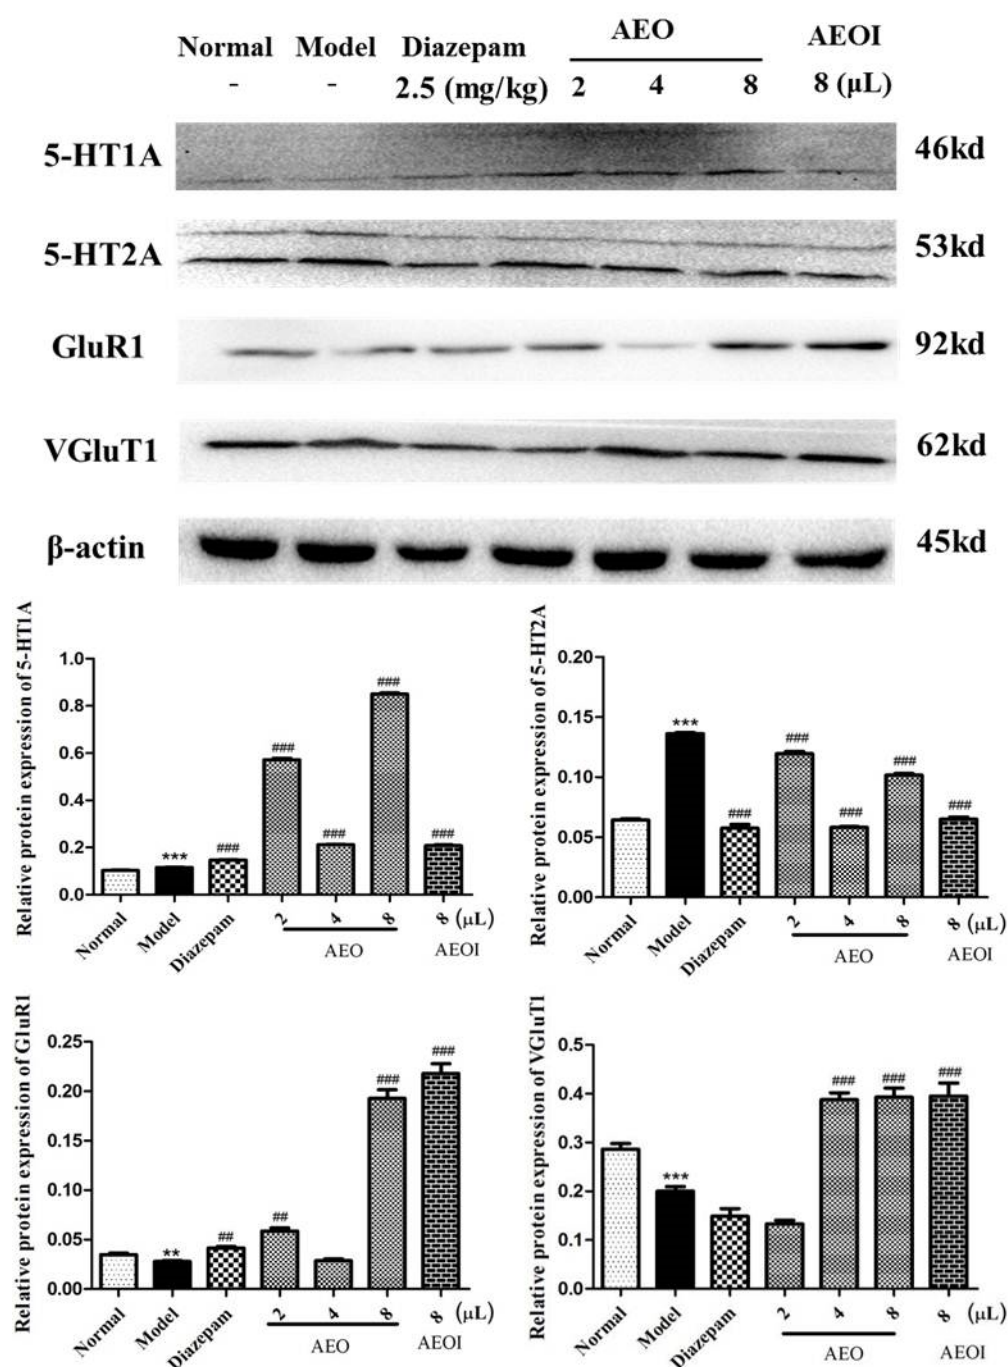 Normal Model Diazepam AEO AEOI
- - 2.5 (mg/kg) 2 4 8 8 (μL)
5-HT1A 46kd
5-HT2A 53kd
GluR1 92kd
VGluT1 62kd
β-actin 45kd
Relative protein expression of 5-HT1A
1.0
0.8
0.6
0.4
0.2
0.0
*** ### ### ### ### ###
Normal Model Diazepam 2 4 8 8 (μL)
AEO AEOI
Relative protein expression of 5-HT2A
0.20
0.15
0.10
0.05
0.00
*** ### ### ### ### ###
Normal Model Diazepam 2 4 8 8 (μL)
AEO AEOI
Relative protein expression of GluR1
0.25
0.20
0.15
0.10
0.05
0.00
** ## ## ### ###
Normal Model Diazepam 2 4 8 8 (μL)
AEO AEOI
Relative protein expression of VGluT1
0.5
0.4
0.3
0.2
0.1
0.0
*** ### ### ###
Normal Model Diazepam 2 4 8 8 (μL)
AEO AEOI